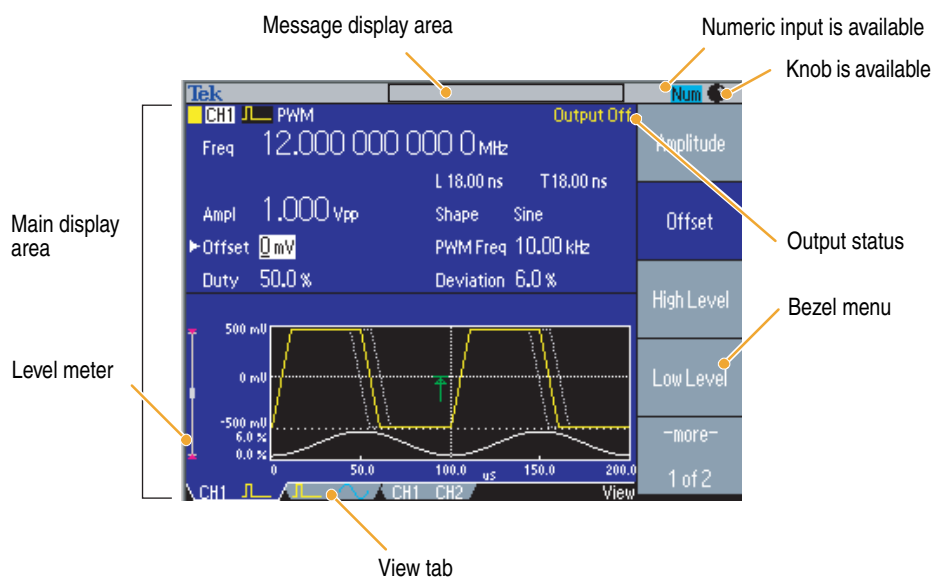 Message display area
Numeric input is available
Knob is available
Tek
Num
CH1 PWM
Output Off
Freq 12.000 000 000 0 MHz
L 18.00 ns T 18.00 ns
Ampl 1.000 Vpp
Shape Sine
Offset 0 mV
PWM Freq 10.00 kHz
Duty 50.0 %
Deviation 6.0 %
Amplitude
Offset
High Level
Low Level
-more-
1 of 2
Main display
area
Output status
Bezel menu
Level meter
500 mV
0 mV
-500 mV
6.0 %
0.0 %
0 50.0 100.0 us 150.0 200.0
CH1
CH1 CH2
View
View tab